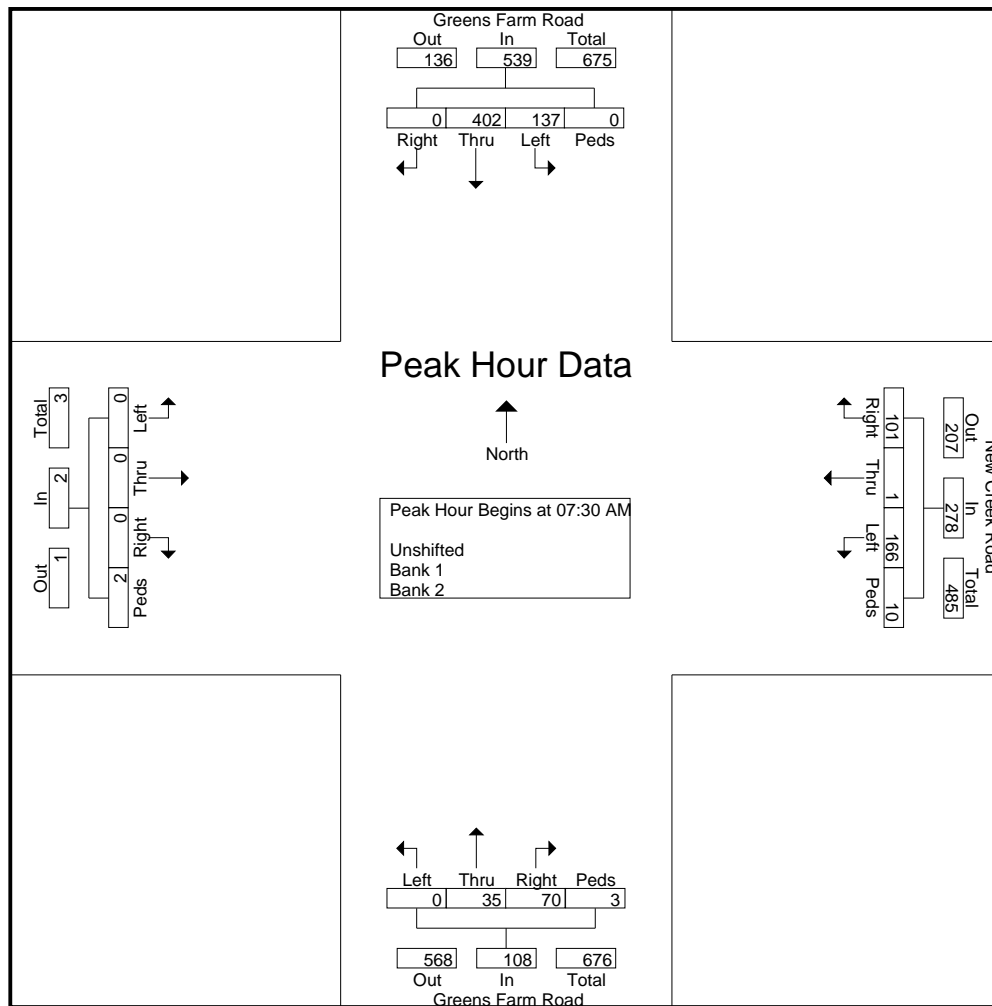 Greens Farm Road
Out In Total
136 539 675
0 402 137 0
Right Thru Left Peds
Peak Hour Data
North
Peak Hour Begins at 07:30 AM
Unshifted
Bank 1
Bank 2
Total In Out
3 2 1
0 0 0 2
Left Thru Right Peds
New Creek Road
Out In Total
207 278 485
101 1 166 10
Right Thru Left Peds
Left Thru Right Peds
0 35 70 3
568 108 676
Out In Total
Greens Farm Road